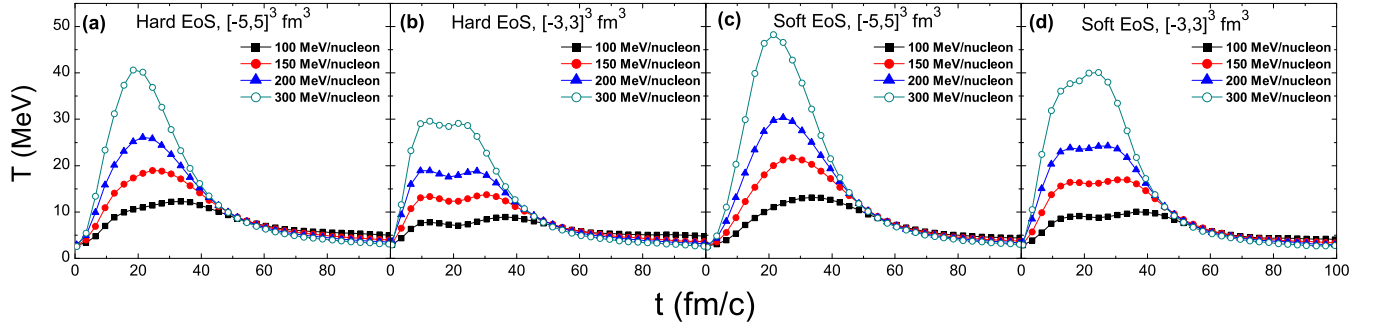 (a) Hard EoS, [-5,5]³ fm³
100 MeV/nucleon
150 MeV/nucleon
200 MeV/nucleon
300 MeV/nucleon
(b) Hard EoS, [-3,3]³ fm³
100 MeV/nucleon
150 MeV/nucleon
200 MeV/nucleon
300 MeV/nucleon
(c) Soft EoS, [-5,5]³ fm³
100 MeV/nucleon
150 MeV/nucleon
200 MeV/nucleon
300 MeV/nucleon
(d) Soft EoS, [-3,3]³ fm³
100 MeV/nucleon
150 MeV/nucleon
200 MeV/nucleon
300 MeV/nucleon
T (MeV)
50
40
30
20
10
0
0 20 40 60 80 0 20 40 60 80 0 20 40 60 80 0 20 40 60 80 100
t (fm/c)